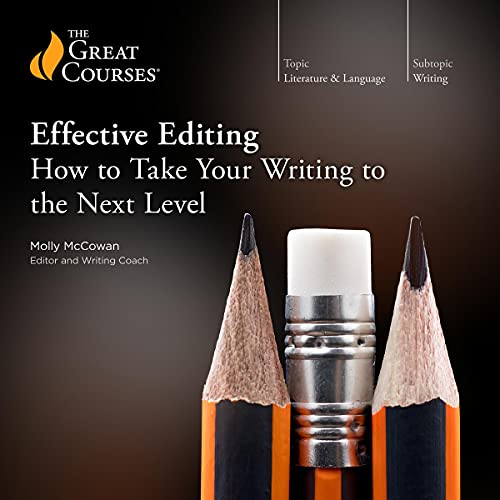 THE
GREAT
COURSES®
Topic
Literature & Language
Subtopic
Writing
Effective Editing
How to Take Your Writing to
the Next Level
Molly McCowan
Editor and Writing Coach